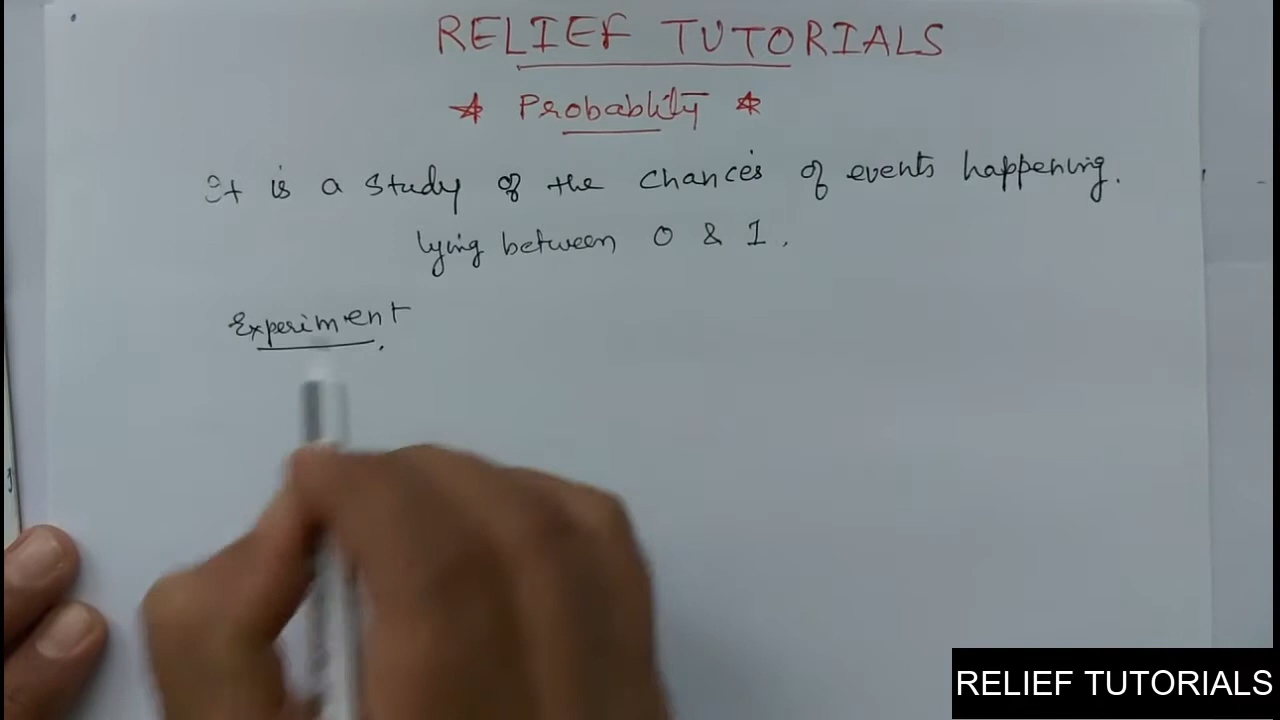 RELIEF TUTORIALS
* Probablity *
It is a study of the chances of events happening.
lying between 0 & 1.
Experiment
RELIEF TUTORIALS